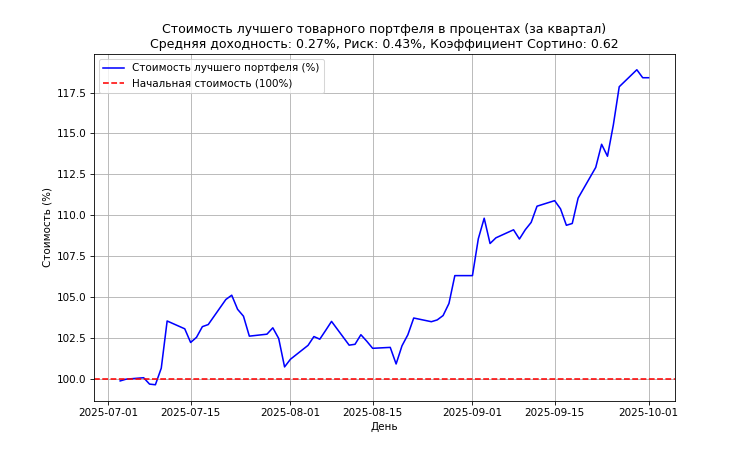 Стоимость лучшего товарного портфеля в процентах (за квартал)
Средняя доходность: 0.27%, Риск: 0.43%, Коэффициент Сортино: 0.62
Стоимость лучшего портфеля (%)
Начальная стоимость (100%)
Стоимость (%)
117.5
115.0
112.5
110.0
107.5
105.0
102.5
100.0
2025-07-01 2025-07-15 2025-08-01 2025-08-15 2025-09-01 2025-09-15 2025-10-01
День